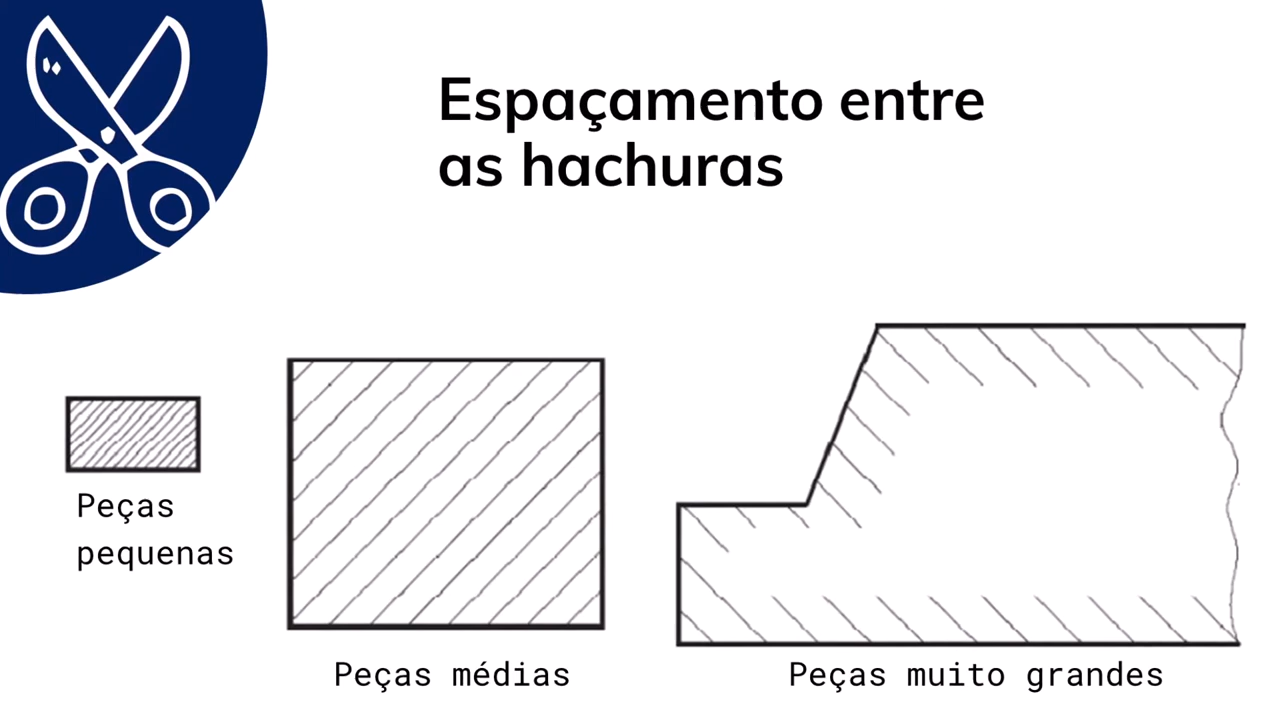 Espaçamento entre
as hachuras
Peças
pequenas
Peças médias
Peças muito grandes